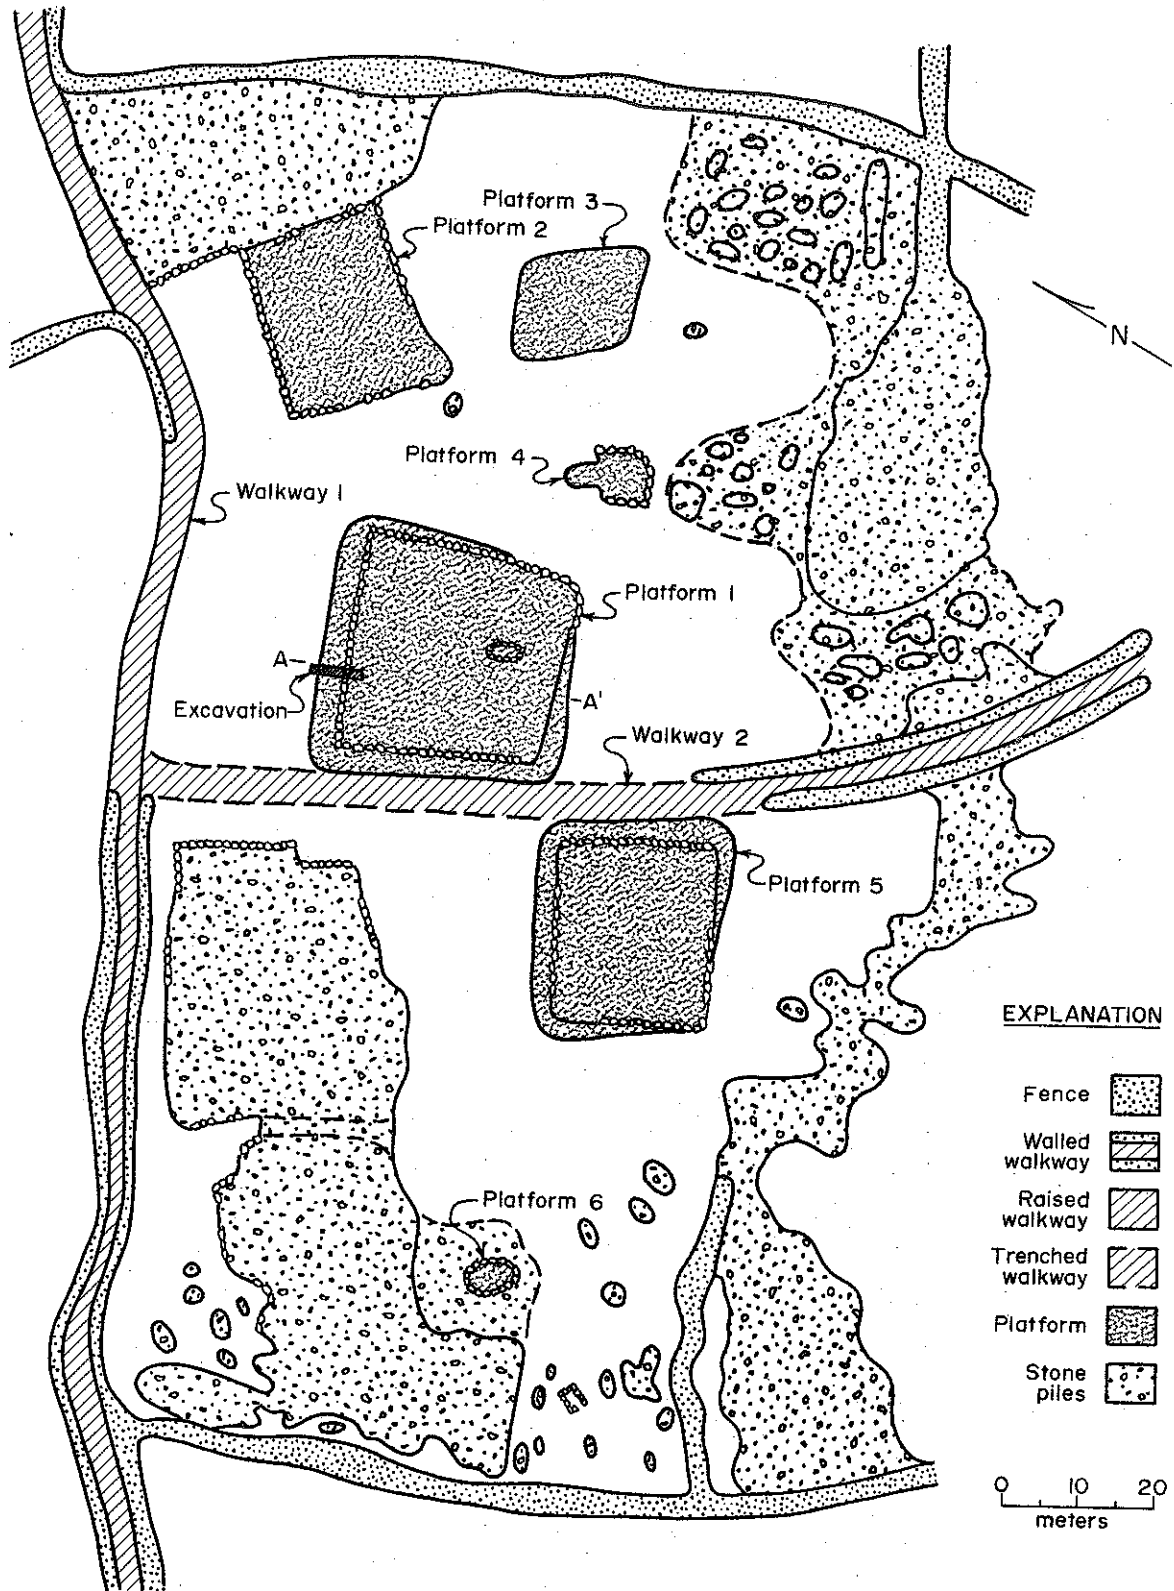 Platform 3
Platform 2
N
Platform 4
Walkway 1
Platform 1
A
A'
Excavation
Walkway 2
Platform 5
Platform 6
EXPLANATION
Fence
Walled
walkway
Raised
walkway
Trenched
walkway
Platform
Stone
piles
0 10 20
meters